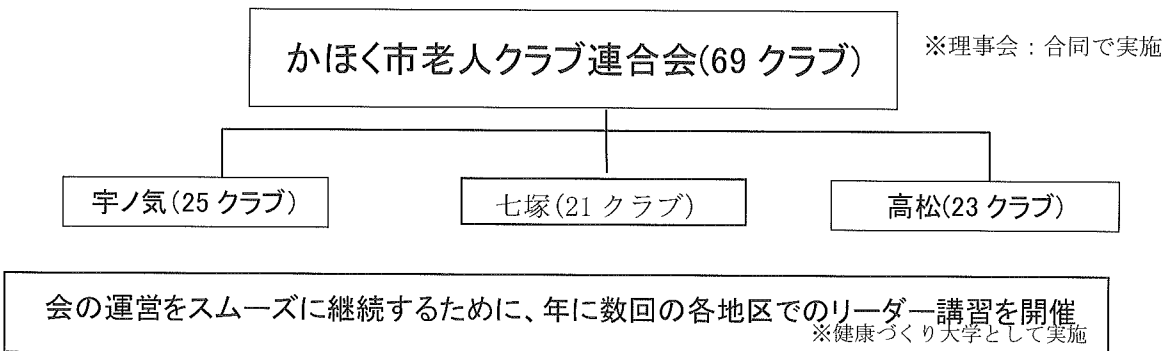 かほく市老人クラブ連合会(69 クラブ)
※理事会：合同で実施
宇ノ気(25 クラブ)
七塚(21 クラブ)
高松(23 クラブ)
会の運営をスムーズに継続するために、年に数回の各地区でのリーダー講習を開催
※健康づくり大学として実施